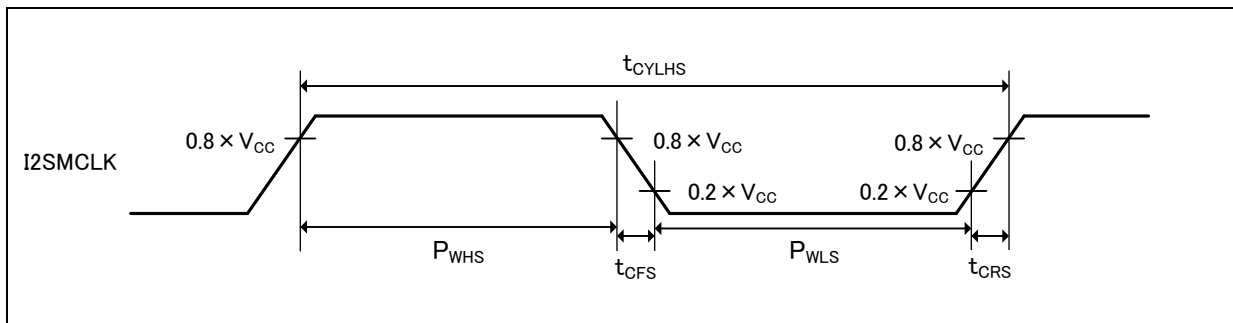 tCYLHS
0.8 × VCC
0.8 × VCC
0.8 × VCC
I2SMCLK
0.2 × VCC
0.2 × VCC
PWHS
PWLS
tCFS
tCRS